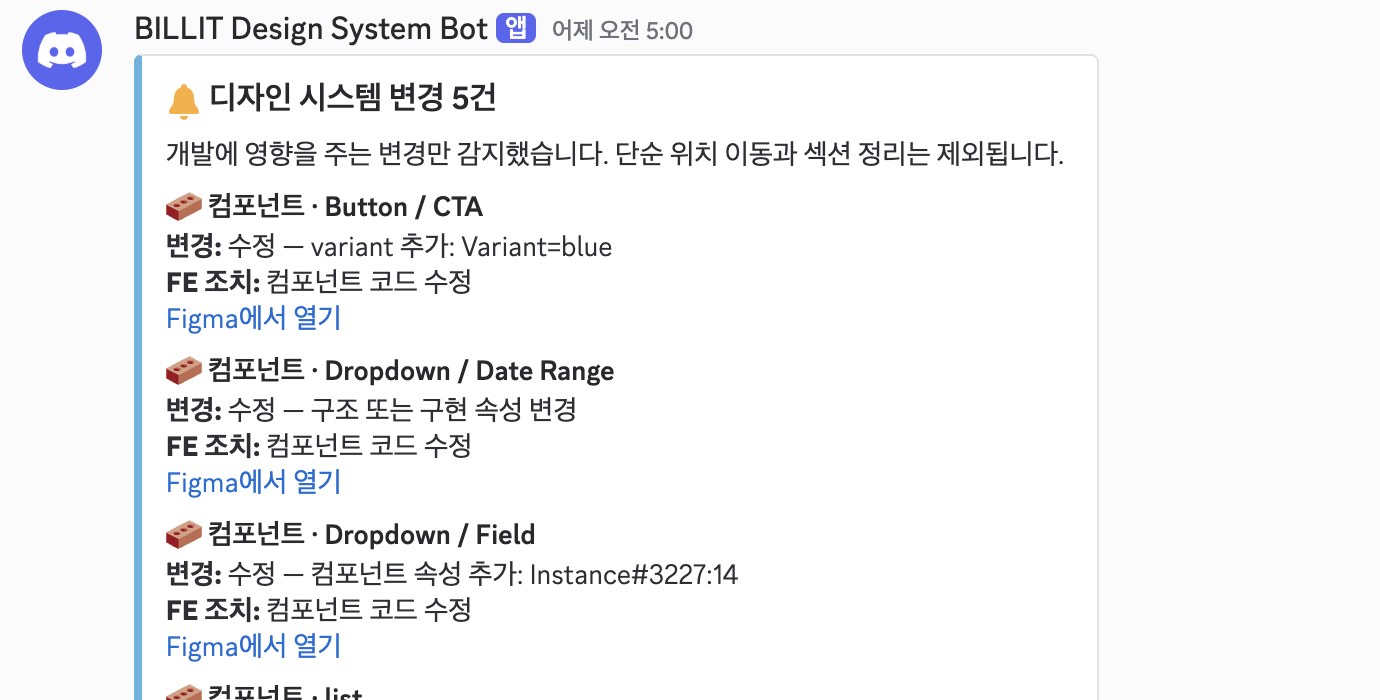 BILLIT Design System Bot 앱 어제 오전 5:00
디자인 시스템 변경 5건
개발에 영향을 주는 변경만 감지했습니다. 단순 위치 이동과 섹션 정리는 제외됩니다.
컴포넌트 · Button / CTA
변경: 수정 — variant 추가: Variant=blue
FE 조치: 컴포넌트 코드 수정
Figma에서 열기
컴포넌트 · Dropdown / Date Range
변경: 수정 — 구조 또는 구현 속성 변경
FE 조치: 컴포넌트 코드 수정
Figma에서 열기
컴포넌트 · Dropdown / Field
변경: 수정 — 컴포넌트 속성 추가: Instance#3227:14
FE 조치: 컴포넌트 코드 수정
Figma에서 열기
컴포넌트 · list